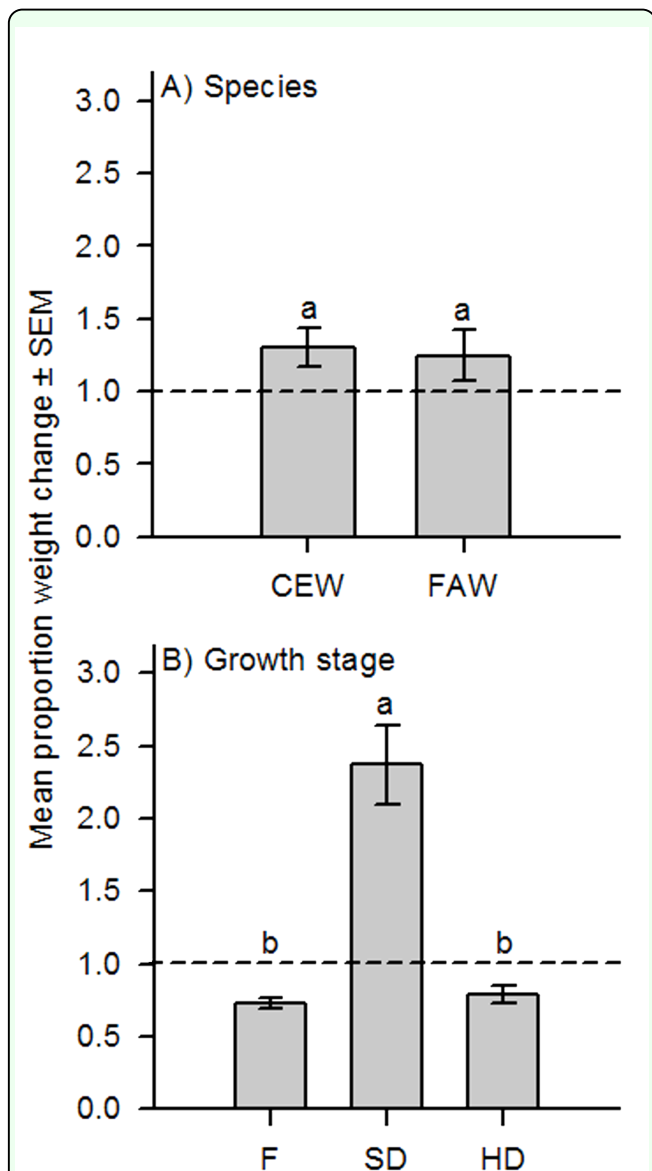 Mean proportion weight change ± SEM
A) Species
3.0
2.5
2.0
1.5
1.0
0.5
0.0
a a
CEW FAW
B) Growth stage
3.0
2.5
2.0
1.5
1.0
0.5
0.0
a
b b
F SD HD